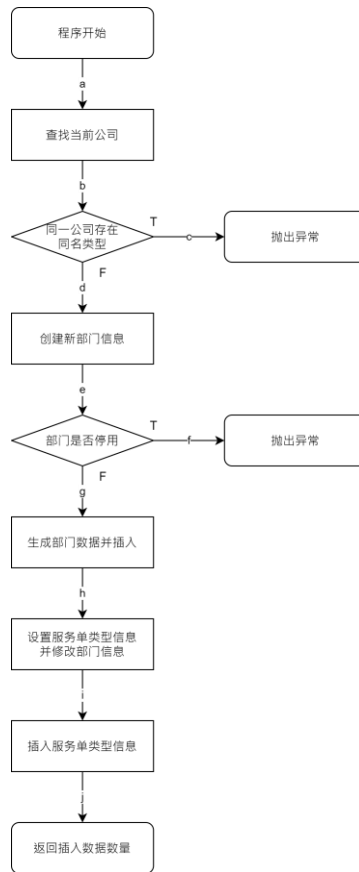 程序开始
a
查找当前公司
b
同一公司存在
同名类型
T
c
抛出异常
F
d
创建新部门信息
e
部门是否停用
T
f
抛出异常
F
g
生成部门数据并插入
h
设置服务单类型信息
并修改部门信息
i
插入服务单类型信息
j
返回插入数据数量